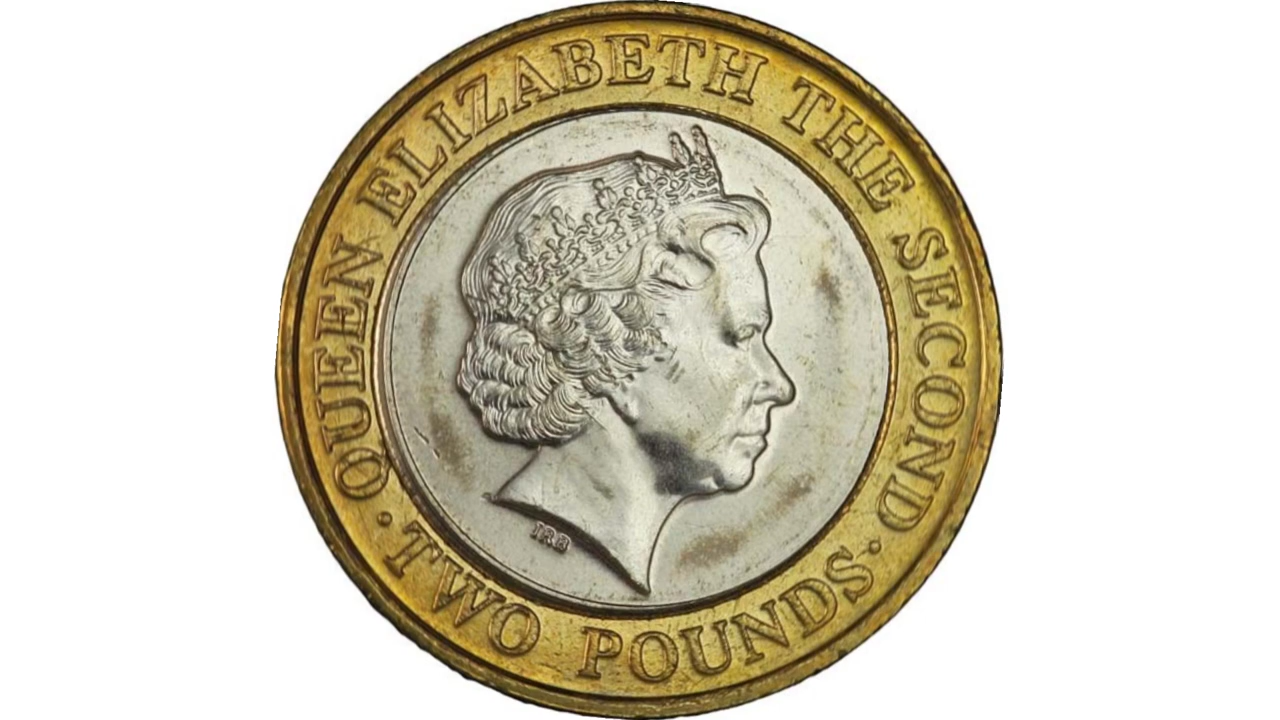 · QUEEN ELIZABETH THE SECOND ·
TWO POUNDS
IRB